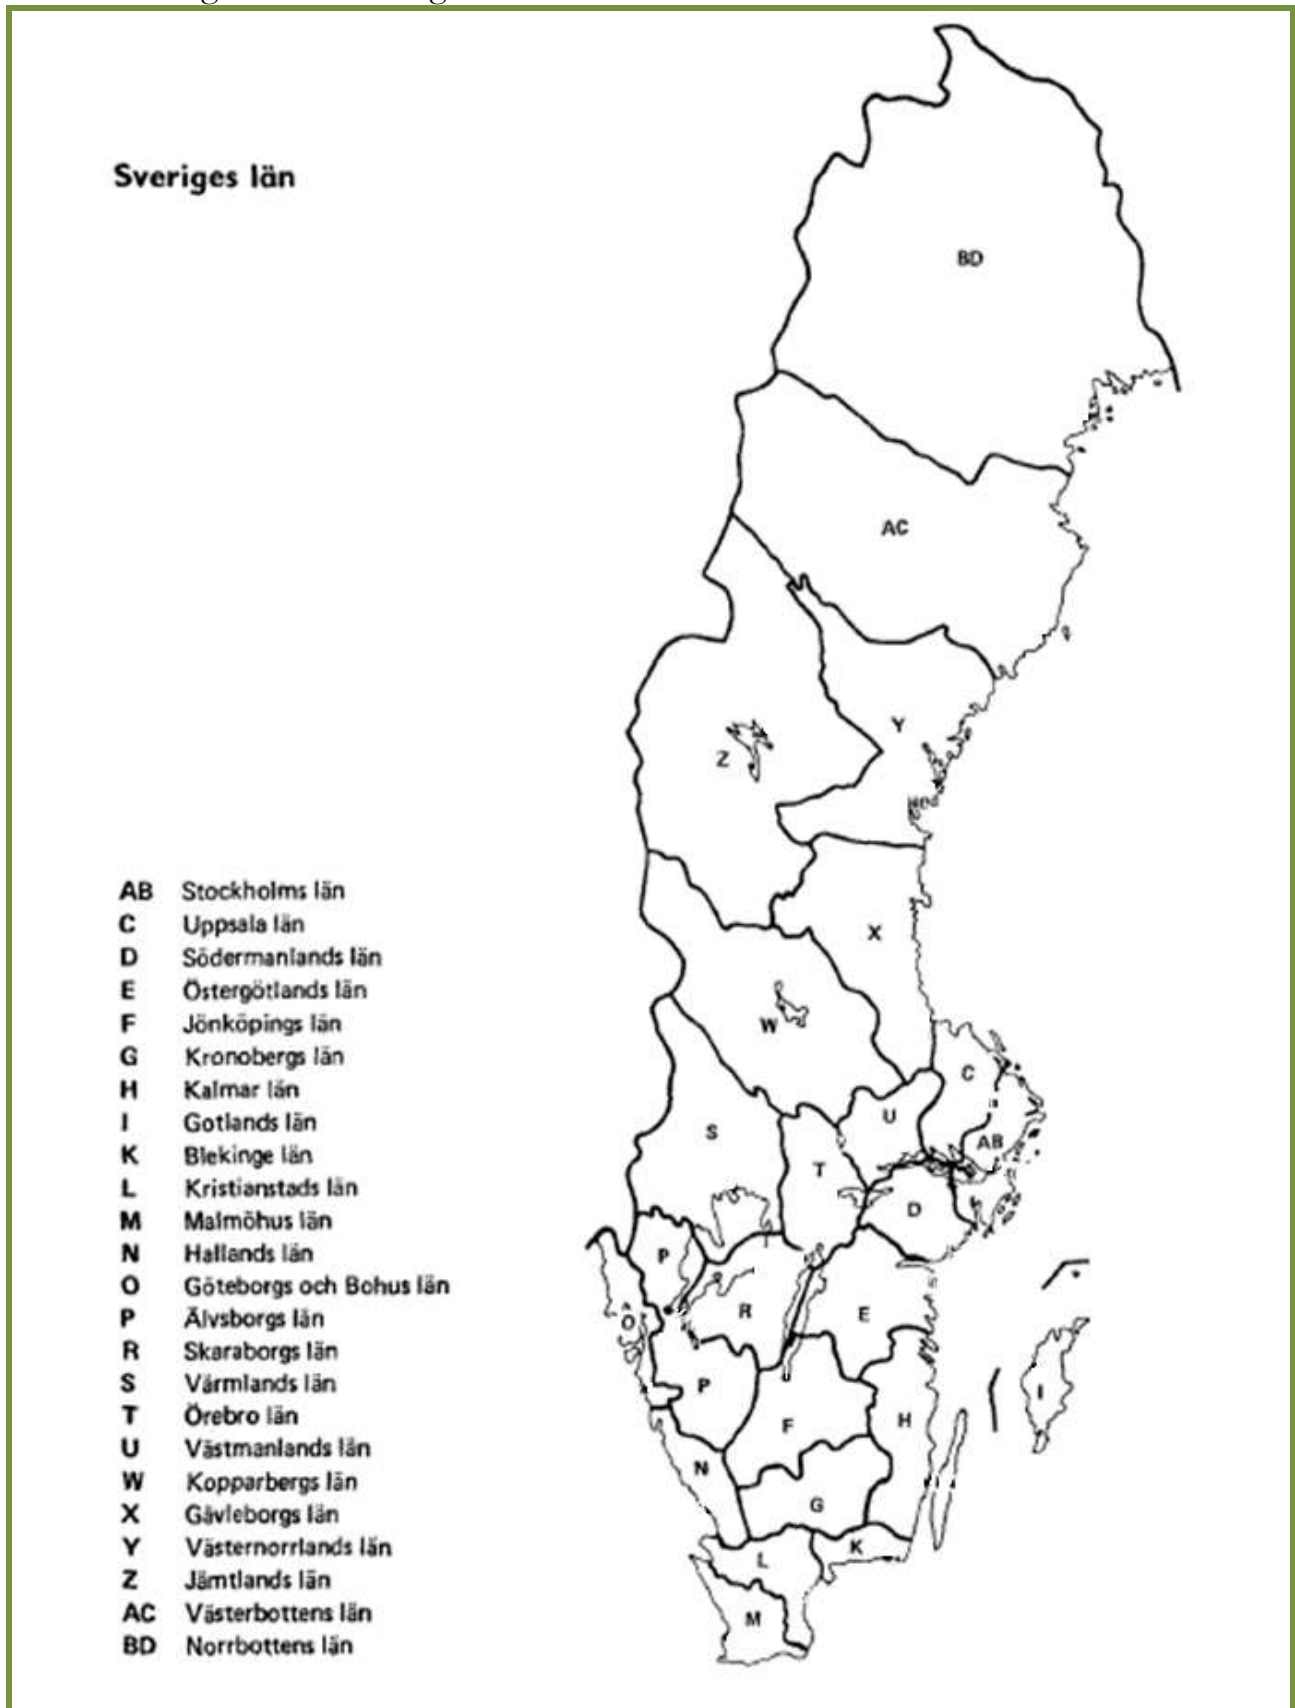 Sveriges län
BD
AC
Y
Z
X
W
C
U
S
AB
T
D
P
R
E
O
P
I
F
H
N
G
K
L
M
AB Stockholms län
C Uppsala län
D Södermanlands län
E Östergötlands län
F Jönköpings län
G Kronobergs län
H Kalmar län
I Gotlands län
K Blekinge län
L Kristianstads län
M Malmöhus län
N Hallands län
O Göteborgs och Bohus län
P Älvsborgs län
R Skaraborgs län
S Värmlands län
T Örebro län
U Västmanlands län
W Kopparbergs län
X Gävleborgs län
Y Västernorrlands län
Z Jämtlands län
AC Västerbottens län
BD Norrbottens län